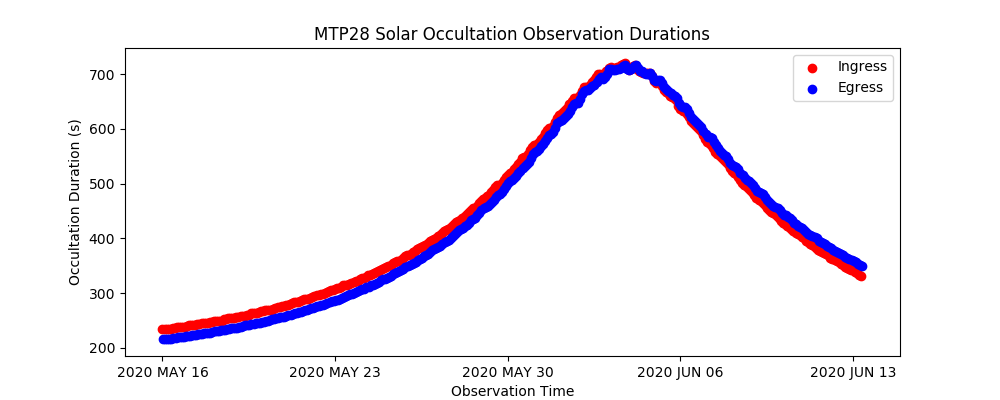 MTP28 Solar Occultation Observation Durations
Ingress
Egress
Occultation Duration (s)
700
600
500
400
300
200
2020 MAY 16 2020 MAY 23 2020 MAY 30 2020 JUN 06 2020 JUN 13
Observation Time